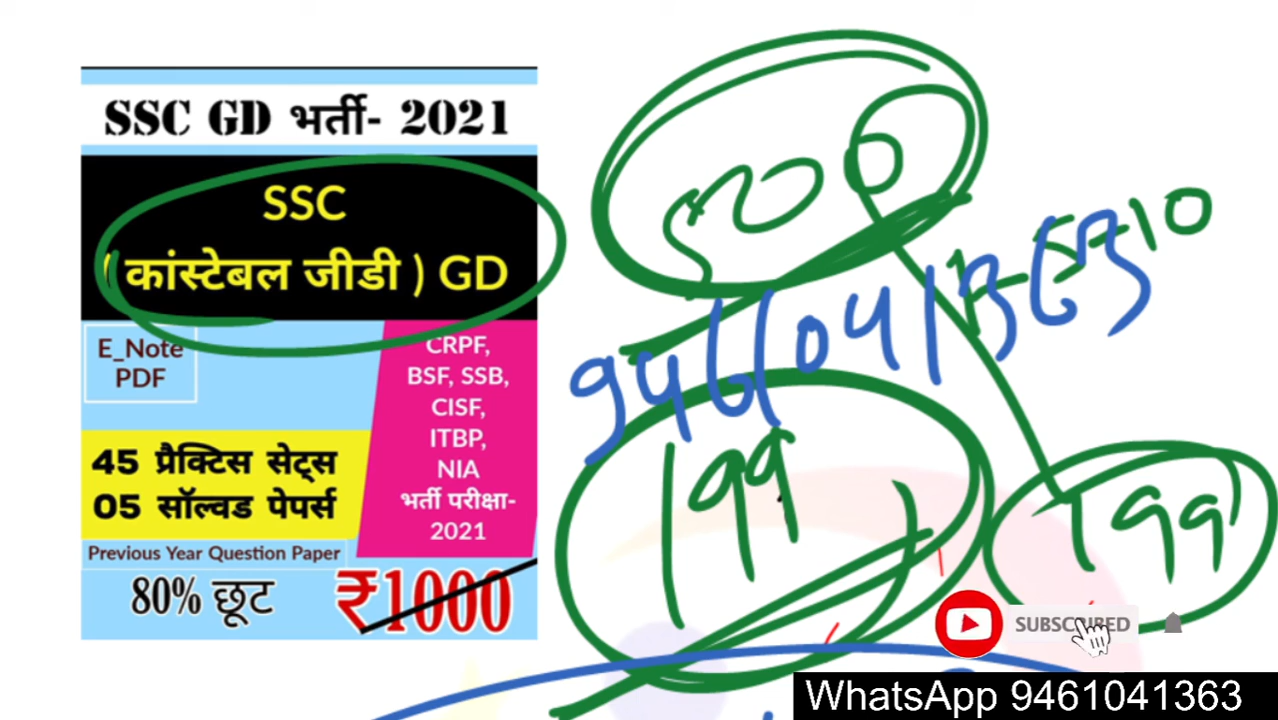 SSC GD भर्ती- 2021
SSC
( कांस्टेबल जीडी ) GD
E_Note
PDF
CRPF,
BSF, SSB,
CISF,
ITBP,
NIA
भर्ती परीक्षा-
2021
45 प्रैक्टिस सेट्स
05 सॉल्वड पेपर्स
Previous Year Question Paper
80% छूट
₹1000
9461041363
199
199
SUBSCRIBED
WhatsApp 9461041363